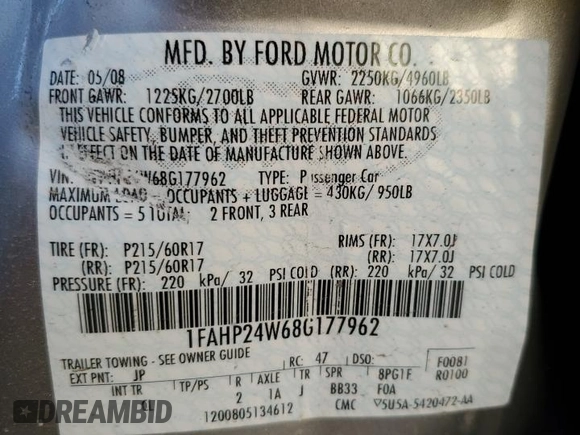 MFD. BY FORD MOTOR CO.
DATE: 05/08 GVWR: 2250KG/4960LB
FRONT GAWR: 1225KG/2700LB REAR GAWR: 1066KG/2350LB
THIS VEHICLE CONFORMS TO ALL APPLICABLE FEDERAL MOTOR
VEHICLE SAFETY, BUMPER, AND THEFT PREVENTION STANDARDS
IN EFFECT ON THE DATE OF MANUFACTURE SHOWN ABOVE.
VIN: W68G177962 TYPE: Passenger Car
MAXIMUM LOAD = OCCUPANTS + LUGGAGE = 430KG/ 950LB
OCCUPANTS = 5 TOTAL: 2 FRONT, 3 REAR
TIRE (FR): P215/60R17 RIMS (FR): 17X7.0J
(RR): P215/60R17 (RR): 17X7.0J
PRESSURE (FR): 220 kPa/ 32 PSI COLD (RR): 220 kPa/ 32 PSI COLD
1FAHP24W68G177962
TRAILER TOWING - SEE OWNER GUIDE
EXT PNT: JP RC: 47 F0081
INT TR TP/PS R AXLE TR SPR 8PG1F R0100
2 1A J BB33 FOA
1200805134612 CMC ▽5U5A-5420472-AA
DREAMBID